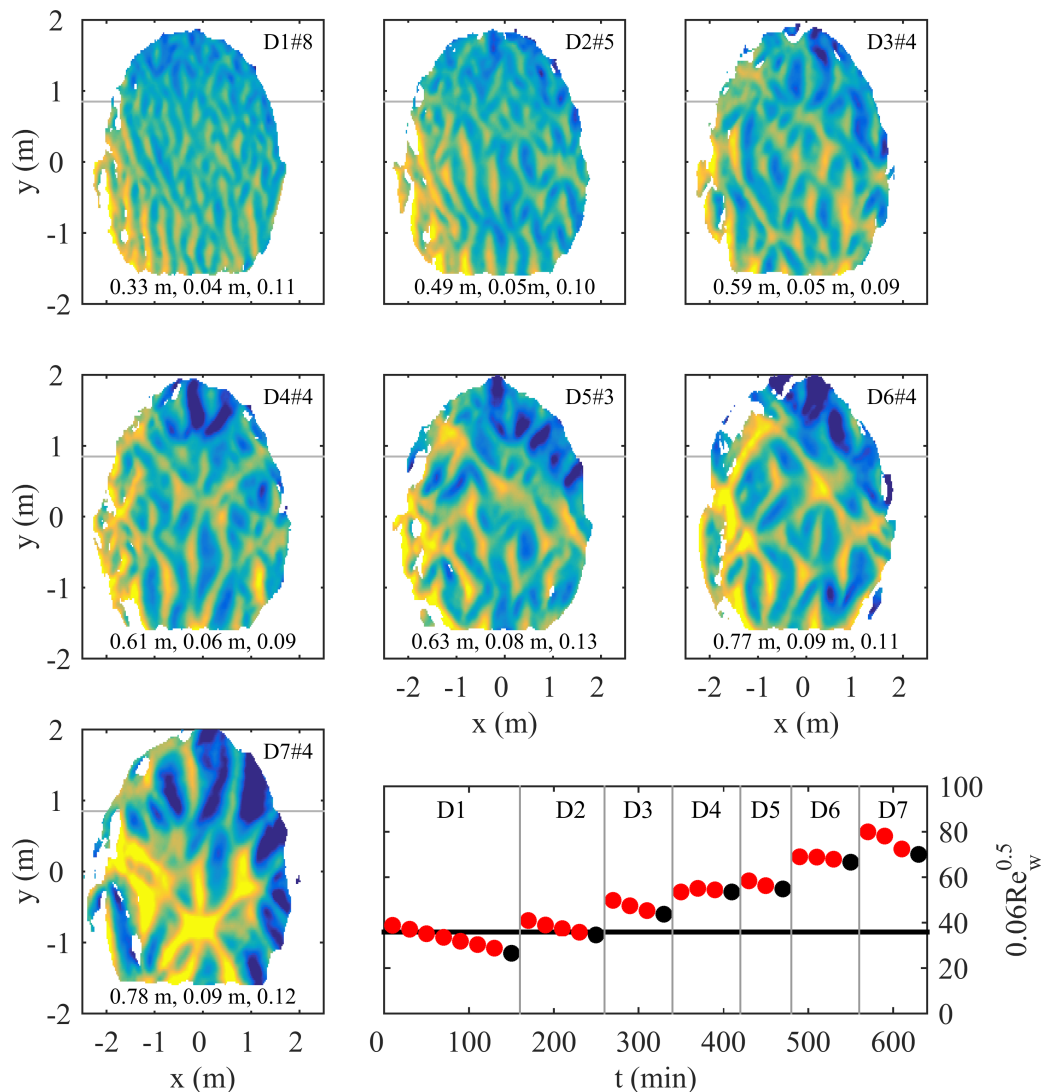 D1#8
D2#5
D3#4
2
1
0
-1
-2
y (m)
0.33 m, 0.04 m, 0.11
0.49 m, 0.05m, 0.10
0.59 m, 0.05 m, 0.09
D4#4
D5#3
D6#4
2
1
0
-1
-2
y (m)
0.61 m, 0.06 m, 0.09
0.63 m, 0.08 m, 0.13
0.77 m, 0.09 m, 0.11
-2 -1 0 1 2
x (m)
-2 -1 0 1 2
x (m)
D7#4
2
1
0
-1
-2
y (m)
0.78 m, 0.09 m, 0.12
-2 -1 0 1 2
x (m)
D1 D2 D3 D4 D5 D6 D7
100
80
60
40
20
0
0.06Re_w^0.5
0 100 200 300 400 500 600
t (min)